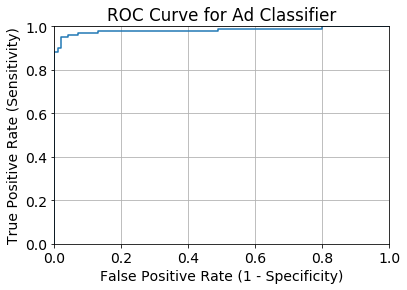 ROC Curve for Ad Classifier
True Positive Rate (Sensitivity)
1.0
0.8
0.6
0.4
0.2
0.0
0.0 0.2 0.4 0.6 0.8 1.0
False Positive Rate (1 - Specificity)